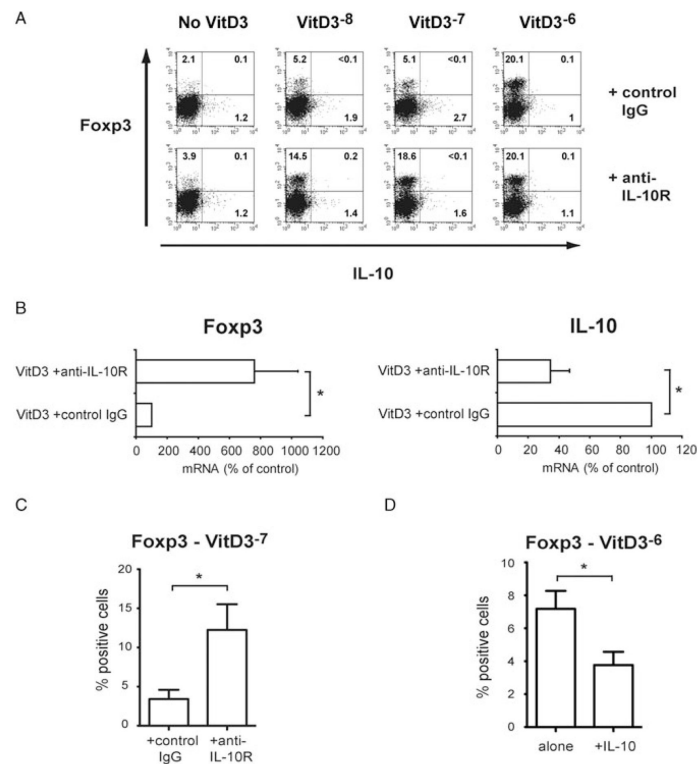 A
No VitD3 VitD3-8 VitD3-7 VitD3-6
2.1 0.1 5.2 <0.1 5.1 <0.1 20.1 0.1
1.2 1.9 2.7 1
+ control
IgG
Foxp3
3.9 0.1 14.5 0.2 18.6 <0.1 20.1 0.1
1.2 1.4 1.6 1.1
+ anti-
IL-10R
IL-10
B
Foxp3
VitD3 +anti-IL-10R
VitD3 +control IgG
*
0 200 400 600 800 1000 1200
mRNA (% of control)
IL-10
VitD3 +anti-IL-10R
VitD3 +control IgG
*
0 20 40 60 80 100 120
mRNA (% of control)
C
Foxp3 - VitD3-7
% positive cells
20
15
10
5
0
*
+control
IgG
+anti-
IL-10R
D
Foxp3 - VitD3-6
% positive cells
10
8
6
4
2
0
*
alone +IL-10